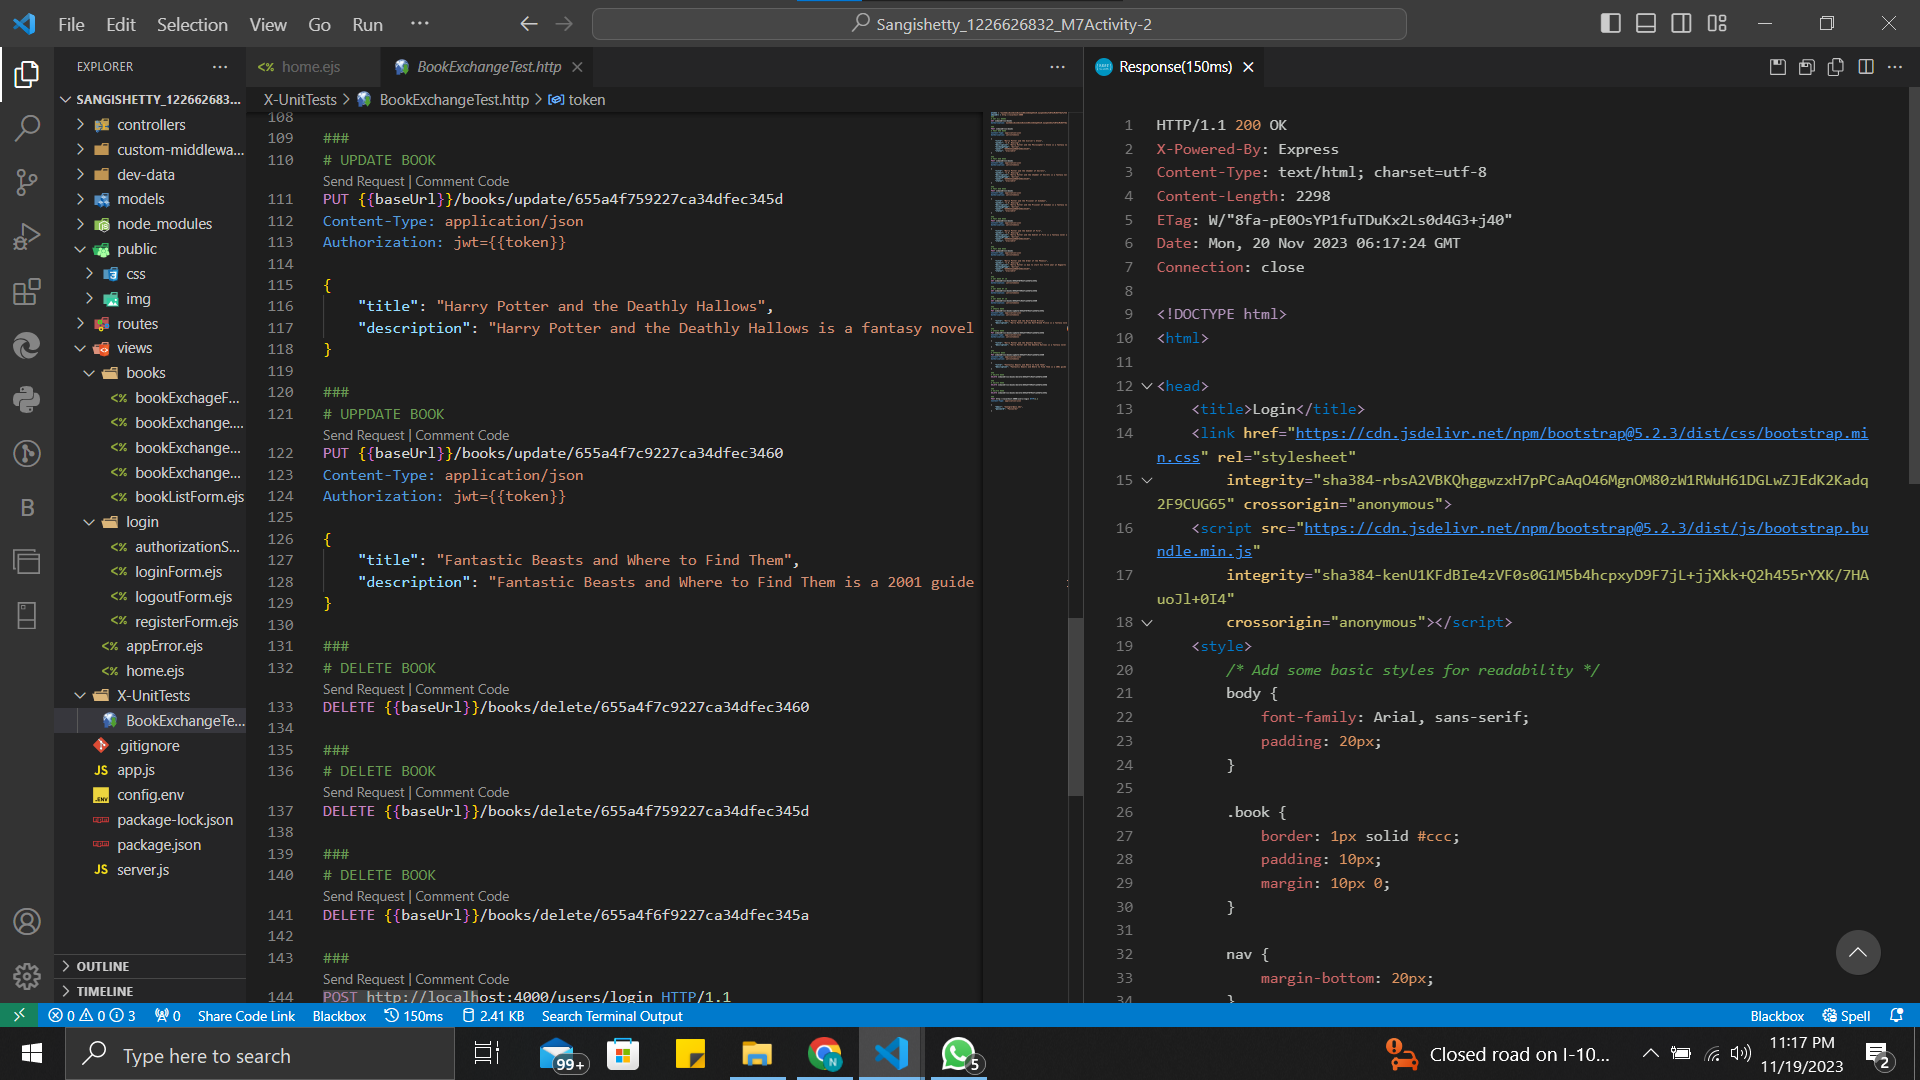 File Edit Selection View Go Run ···
Sangishetty_1226626832_M7Activity-2
EXPLORER
SANGISHETTY_122662683...
controllers
custom-middlewa...
dev-data
models
node_modules
public
css
img
routes
views
books
bookExchageF...
bookExchange....
bookExchange...
bookExchange...
bookListForm.ejs
login
authorizationS...
loginForm.ejs
logoutForm.ejs
registerForm.ejs
appError.ejs
home.ejs
X-UnitTests
BookExchangeTe...
.gitignore
app.js
config.env
package-lock.json
package.json
server.js
OUTLINE
TIMELINE
home.ejs
BookExchangeTest.http
X-UnitTests > BookExchangeTest.http > token
108
109 ###
110 # UPDATE BOOK
Send Request | Comment Code
111 PUT {{baseUrl}}/books/update/655a4f759227ca34dfec345d
112 Content-Type: application/json
113 Authorization: jwt={{token}}
114
115 {
116 "title": "Harry Potter and the Deathly Hallows",
117 "description": "Harry Potter and the Deathly Hallows is a fantasy novel
118 }
119
120 ###
121 # UPPDATE BOOK
Send Request | Comment Code
122 PUT {{baseUrl}}/books/update/655a4f7c9227ca34dfec3460
123 Content-Type: application/json
124 Authorization: jwt={{token}}
125
126 {
127 "title": "Fantastic Beasts and Where to Find Them",
128 "description": "Fantastic Beasts and Where to Find Them is a 2001 guide
129 }
130
131 ###
132 # DELETE BOOK
Send Request | Comment Code
133 DELETE {{baseUrl}}/books/delete/655a4f7c9227ca34dfec3460
134
135 ###
136 # DELETE BOOK
Send Request | Comment Code
137 DELETE {{baseUrl}}/books/delete/655a4f759227ca34dfec345d
138
139 ###
140 # DELETE BOOK
Send Request | Comment Code
141 DELETE {{baseUrl}}/books/delete/655a4f6f9227ca34dfec345a
142
143 ###
Send Request | Comment Code
144 POST http://localhost:4000/users/login HTTP/1.1
Response(150ms)
1 HTTP/1.1 200 OK
2 X-Powered-By: Express
3 Content-Type: text/html; charset=utf-8
4 Content-Length: 2298
5 ETag: W/"8fa-pE0OsYP1fuTDuKx2Ls0d4G3+j40"
6 Date: Mon, 20 Nov 2023 06:17:24 GMT
7 Connection: close
8
9 <!DOCTYPE html>
10 <html>
11
12 <head>
13 <title>Login</title>
14 <link href="https://cdn.jsdelivr.net/npm/bootstrap@5.2.3/dist/css/bootstrap.mi
n.css" rel="stylesheet"
15 integrity="sha384-rbsA2VBKQhggwzxH7pPCaAqO46MgnOM80zW1RWuH61DGLwZJEdK2Kadq
2F9CUG65" crossorigin="anonymous">
16 <script src="https://cdn.jsdelivr.net/npm/bootstrap@5.2.3/dist/js/bootstrap.bu
ndle.min.js"
17 integrity="sha384-kenU1KFdBIe4zVF0s0G1M5b4hcpxyD9F7jL+jjXkk+Q2h455rYXK/7HA
uoJl+0I4"
18 crossorigin="anonymous"></script>
19 <style>
20 /* Add some basic styles for readability */
21 body {
22 font-family: Arial, sans-serif;
23 padding: 20px;
24 }
25
26 .book {
27 border: 1px solid #ccc;
28 padding: 10px;
29 margin: 10px 0;
30 }
31
32 nav {
33 margin-bottom: 20px;
34 }
0 0 3 0 Share Code Link Blackbox 150ms 2.41 KB Search Terminal Output Blackbox Spell
Type here to search
99+
N
5
Closed road on I-10...
11:17 PM
11/19/2023
2